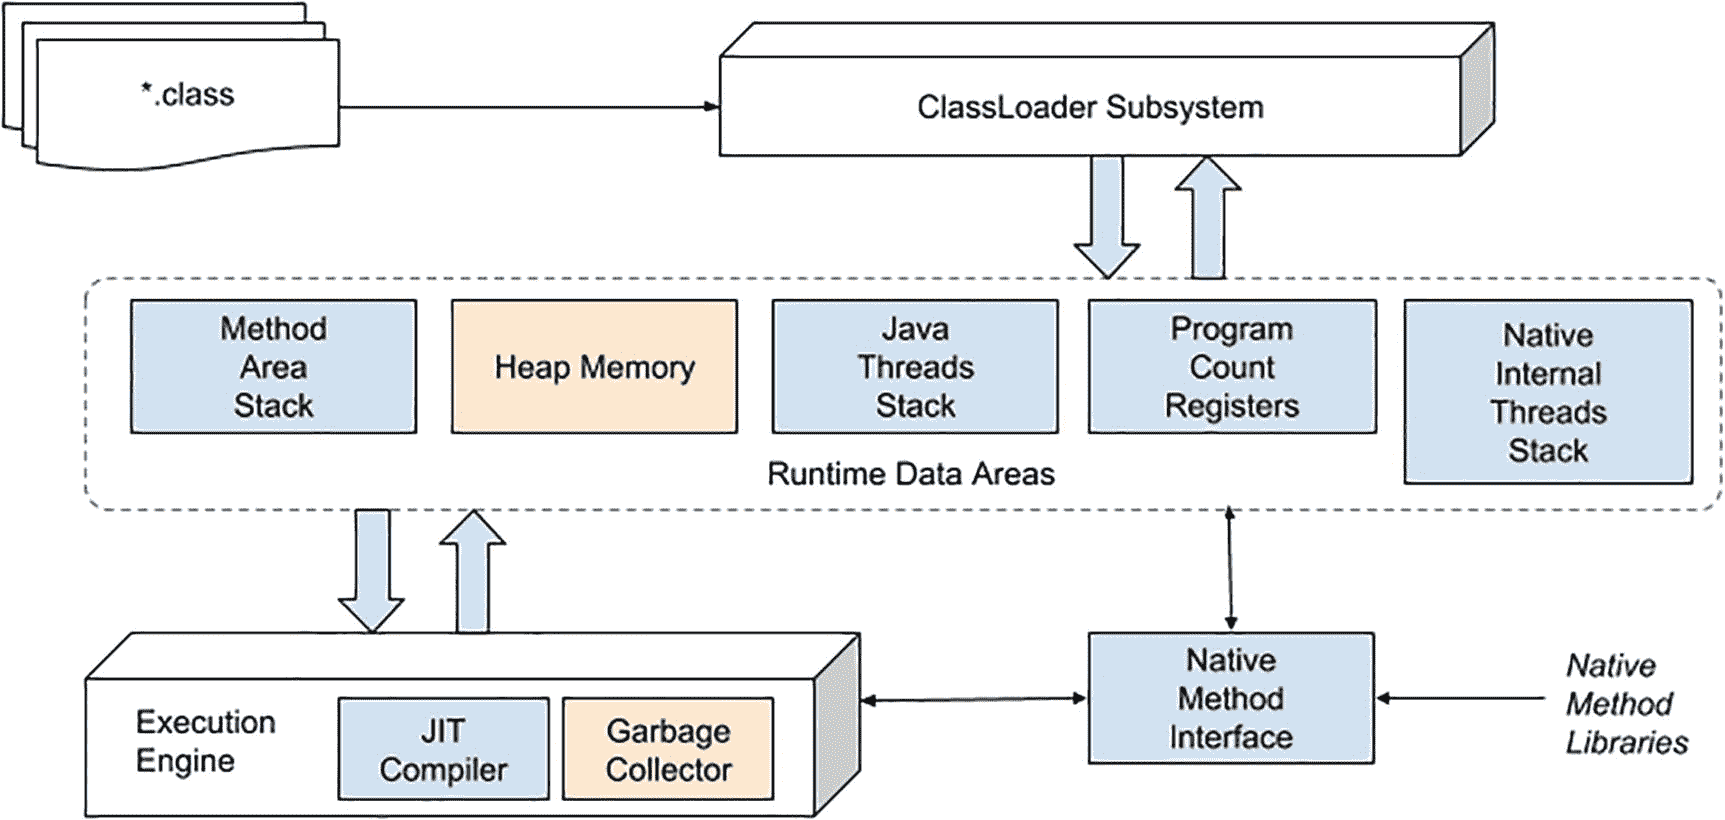 *.class
ClassLoader Subsystem
Method
Area
Stack
Heap Memory
Java
Threads
Stack
Program
Count
Registers
Native
Internal
Threads
Stack
Runtime Data Areas
Execution
Engine
JIT
Compiler
Garbage
Collector
Native
Method
Interface
Native
Method
Libraries